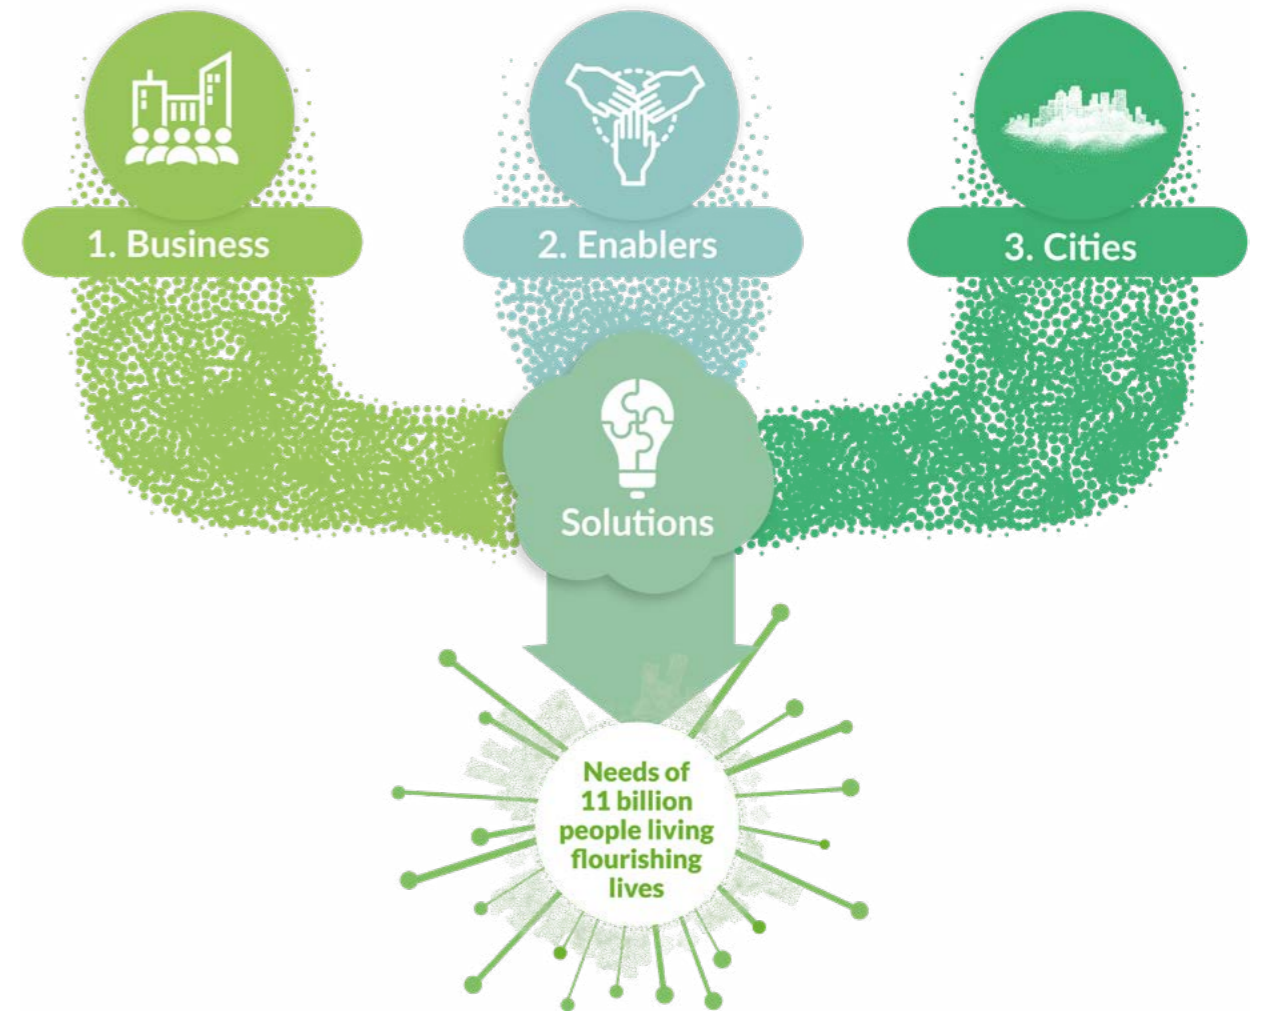 1. Business
2. Enablers
3. Cities
Solutions
Needs of
11 billion
people living
flourishing
lives